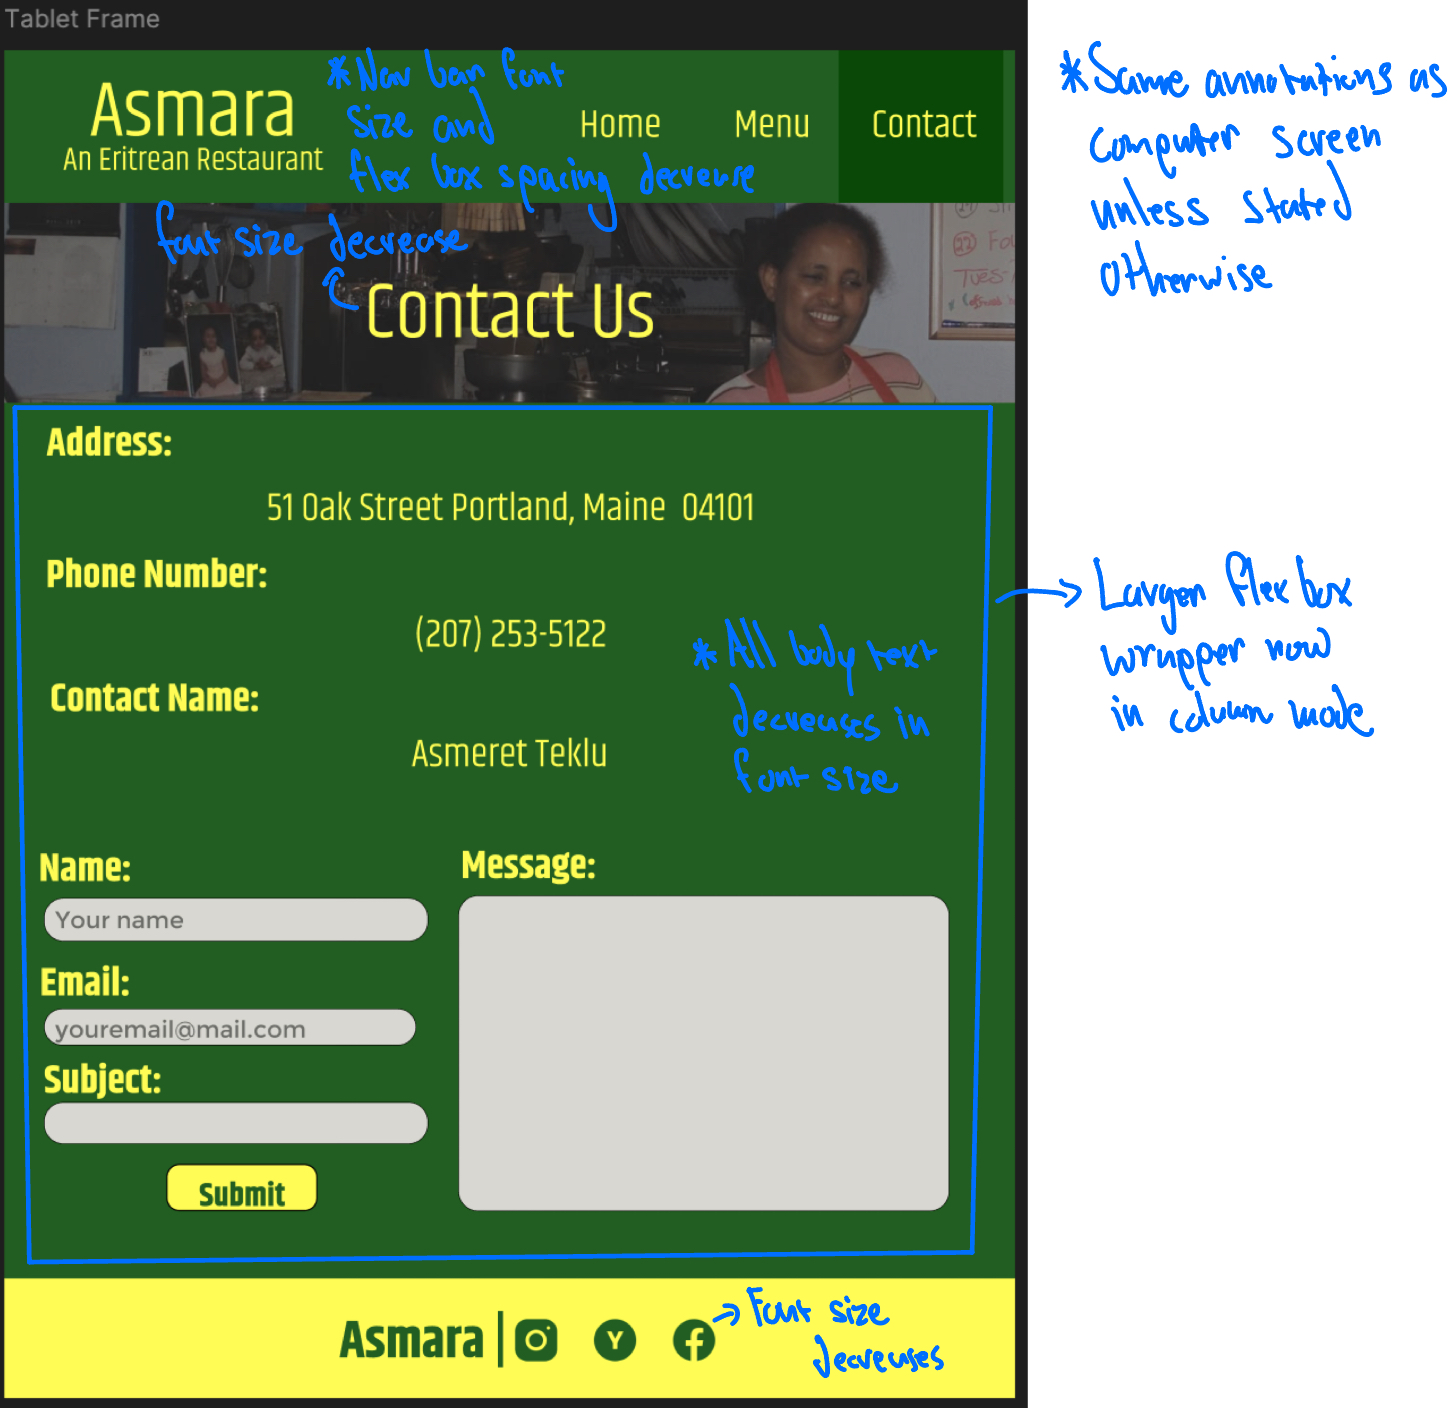 Tablet Frame
Asmara
An Eritrean Restaurant
*Nav bar font
size and
flex box spacing decrease
Home
Menu
Contact
*Same annotations as
computer screen
unless stated
otherwise
font size decrease
Contact Us
Address:
51 Oak Street Portland, Maine 04101
Phone Number:
(207) 253-5122
Contact Name:
Asmeret Teklu
*All body text
decreases in
font size
→ Larger flex box
wrapper now
in column mode
Name:
Your name
Email:
youremail@mail.com
Subject:
Submit
Message:
Asmara |
→ Font size
decreases